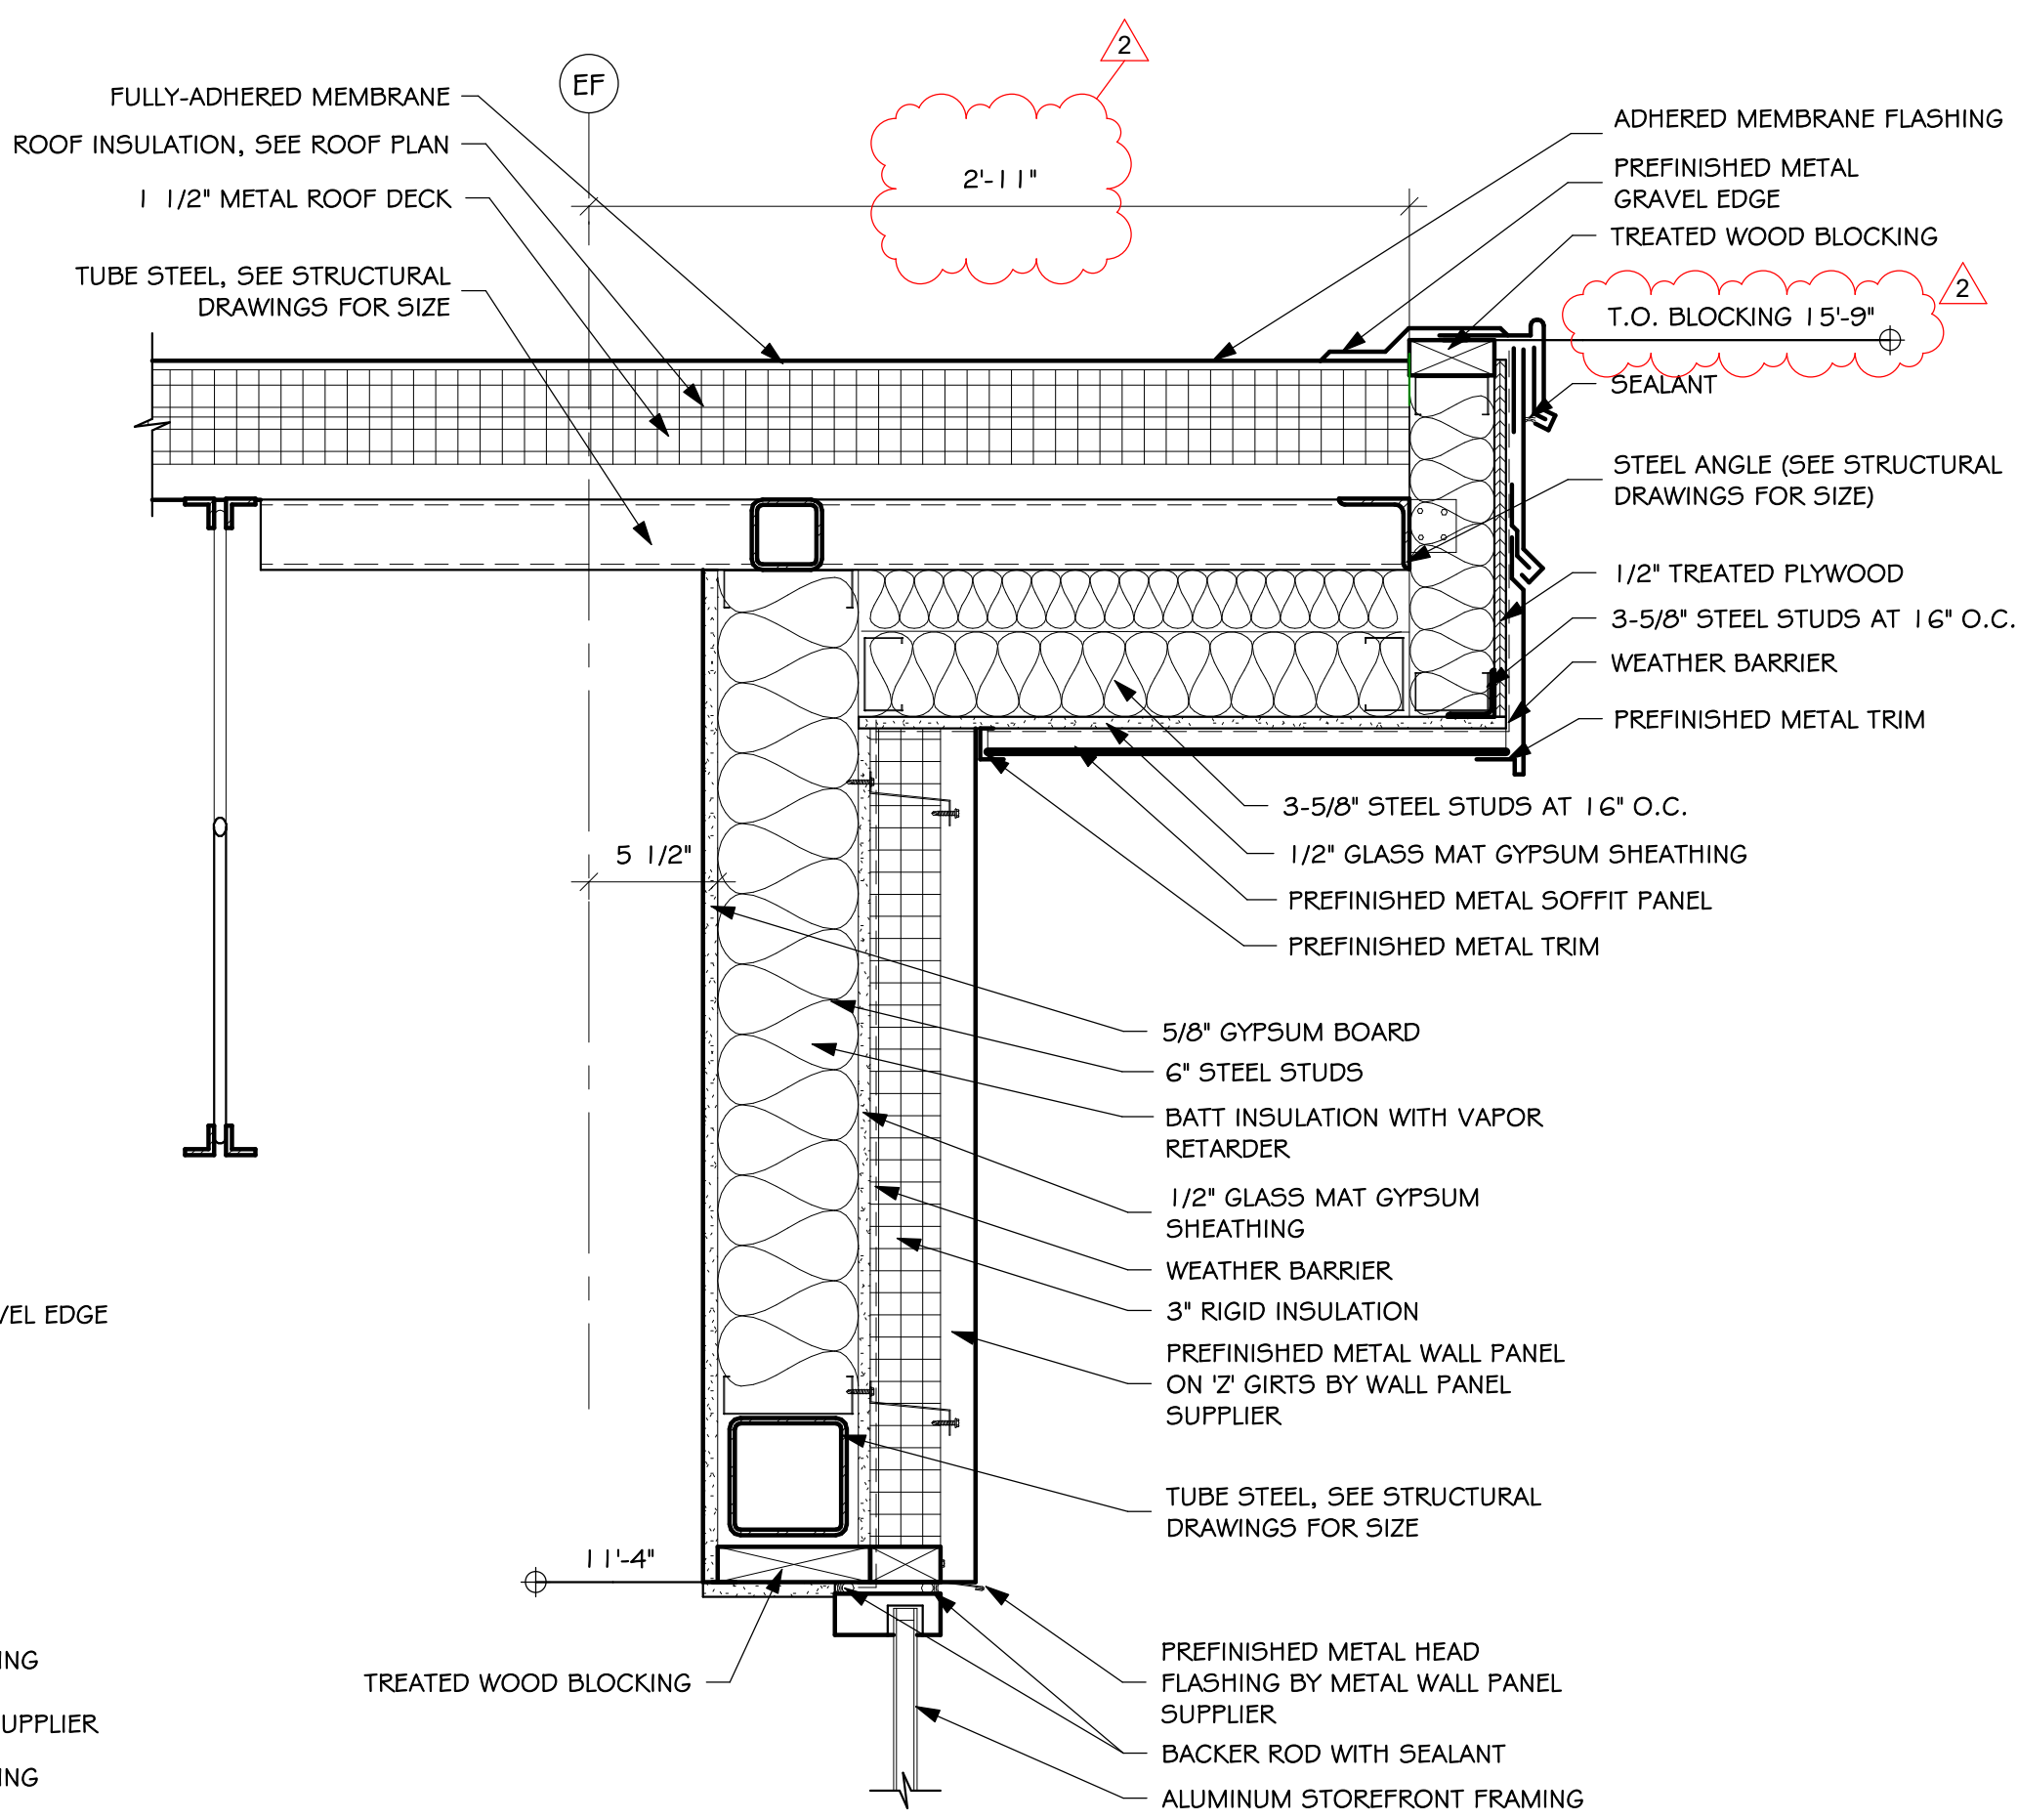 2
EF
FULLY-ADHERED MEMBRANE
ROOF INSULATION, SEE ROOF PLAN
1 1/2" METAL ROOF DECK
TUBE STEEL, SEE STRUCTURAL
DRAWINGS FOR SIZE
2'-11"
ADHERED MEMBRANE FLASHING
PREFINISHED METAL
GRAVEL EDGE
TREATED WOOD BLOCKING
2
T.O. BLOCKING 15'-9"
SEALANT
STEEL ANGLE (SEE STRUCTURAL
DRAWINGS FOR SIZE)
1/2" TREATED PLYWOOD
3-5/8" STEEL STUDS AT 16" O.C.
WEATHER BARRIER
PREFINISHED METAL TRIM
3-5/8" STEEL STUDS AT 16" O.C.
1/2" GLASS MAT GYPSUM SHEATHING
PREFINISHED METAL SOFFIT PANEL
PREFINISHED METAL TRIM
5 1/2"
5/8" GYPSUM BOARD
6" STEEL STUDS
BATT INSULATION WITH VAPOR
RETARDER
1/2" GLASS MAT GYPSUM
SHEATHING
WEATHER BARRIER
3" RIGID INSULATION
PREFINISHED METAL WALL PANEL
ON 'Z' GIRTS BY WALL PANEL
SUPPLIER
TUBE STEEL, SEE STRUCTURAL
DRAWINGS FOR SIZE
11'-4"
TREATED WOOD BLOCKING
PREFINISHED METAL HEAD
FLASHING BY METAL WALL PANEL
SUPPLIER
BACKER ROD WITH SEALANT
ALUMINUM STOREFRONT FRAMING
VEL EDGE
ING
UPPLIER
ING